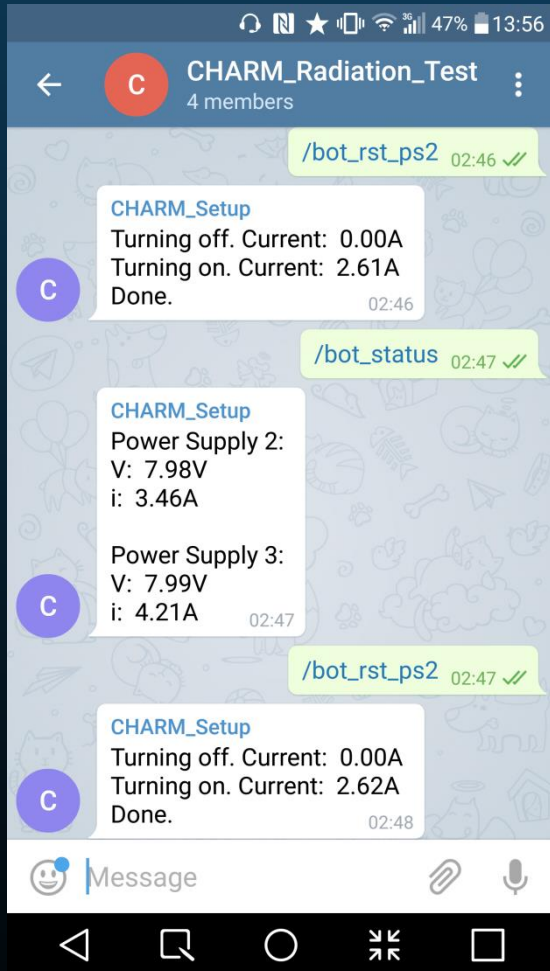 3G 47% 13:56
C CHARM_Radiation_Test
4 members
/bot_rst_ps2 02:46
CHARM_Setup
Turning off. Current: 0.00A
Turning on. Current: 2.61A
C Done. 02:46
/bot_status 02:47
CHARM_Setup
Power Supply 2:
V: 7.98V
i: 3.46A
Power Supply 3:
V: 7.99V
C i: 4.21A 02:47
/bot_rst_ps2 02:47
CHARM_Setup
Turning off. Current: 0.00A
Turning on. Current: 2.62A
C Done. 02:48
Message